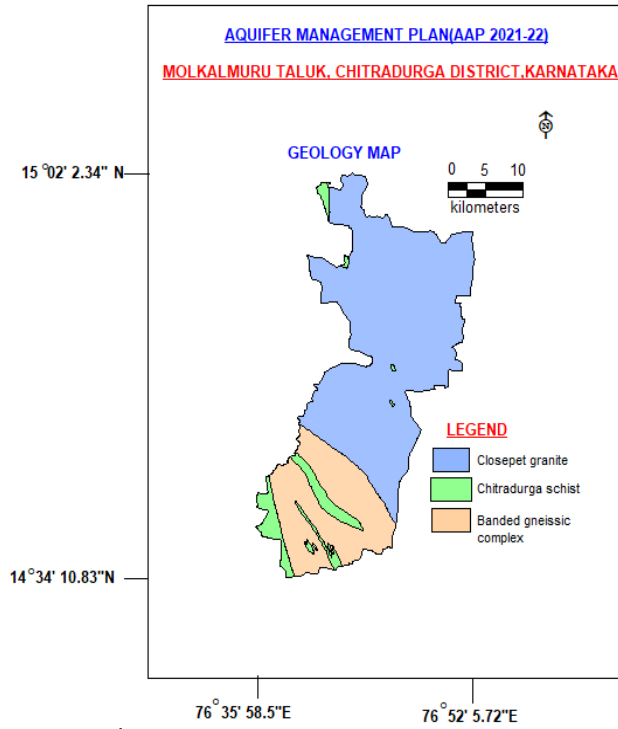 AQUIFER MANAGEMENT PLAN(AAP 2021-22)
MOLKALMURU TALUK, CHITRADURGA DISTRICT,KARNATAKA
N
GEOLOGY MAP
0 5 10
kilometers
15°02' 2.34" N
LEGEND
Closepet granite
Chitradurga schist
Banded gneissic
complex
14°34' 10.83"N
76°35' 58.5"E
76°52' 5.72"E